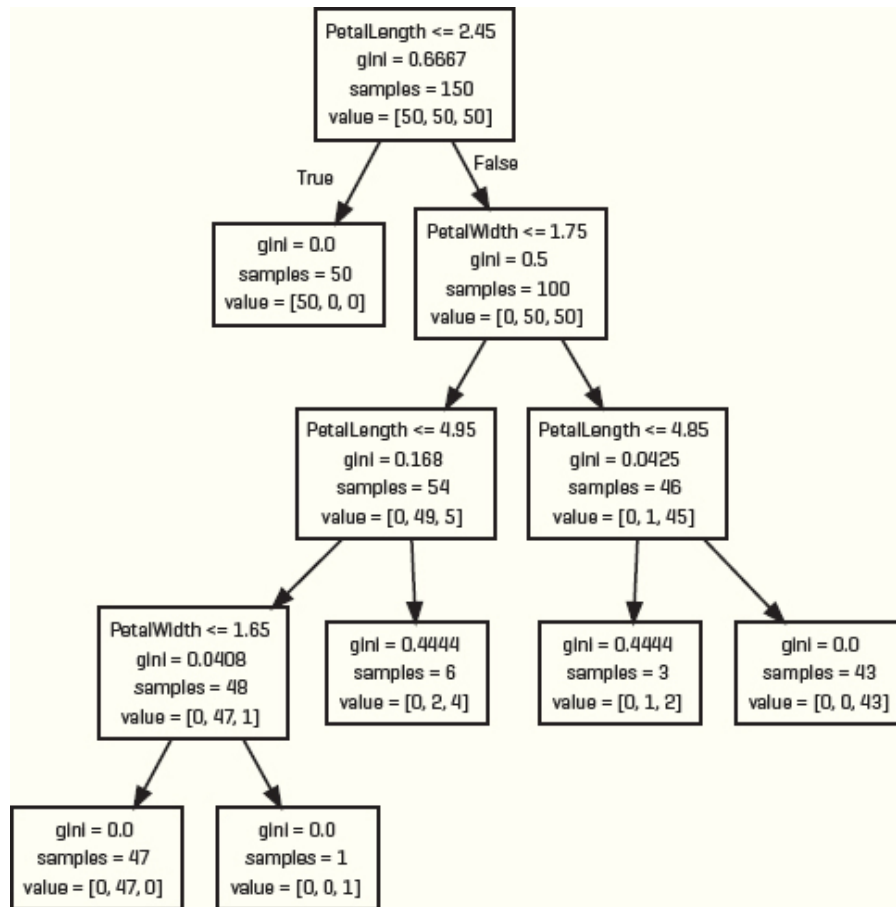 PetalLength <= 2.45
gini = 0.6667
samples = 150
value = [50, 50, 50]
True
False
gini = 0.0
samples = 50
value = [50, 0, 0]
PetalWidth <= 1.75
gini = 0.5
samples = 100
value = [0, 50, 50]
PetalLength <= 4.95
gini = 0.168
samples = 54
value = [0, 49, 5]
PetalLength <= 4.85
gini = 0.0425
samples = 46
value = [0, 1, 45]
PetalWidth <= 1.65
gini = 0.0408
samples = 48
value = [0, 47, 1]
gini = 0.4444
samples = 6
value = [0, 2, 4]
gini = 0.4444
samples = 3
value = [0, 1, 2]
gini = 0.0
samples = 43
value = [0, 0, 43]
gini = 0.0
samples = 47
value = [0, 47, 0]
gini = 0.0
samples = 1
value = [0, 0, 1]